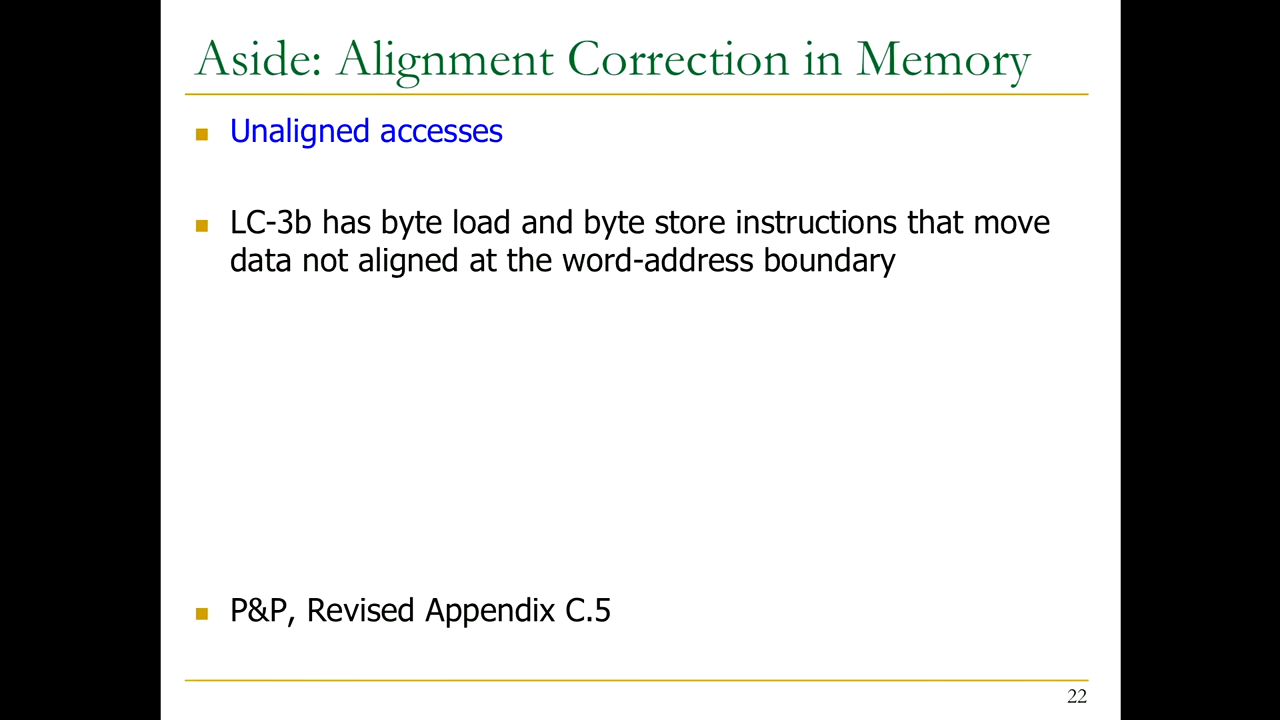 Aside: Alignment Correction in Memory
Unaligned accesses
LC-3b has byte load and byte store instructions that move
data not aligned at the word-address boundary
P&P, Revised Appendix C.5
22